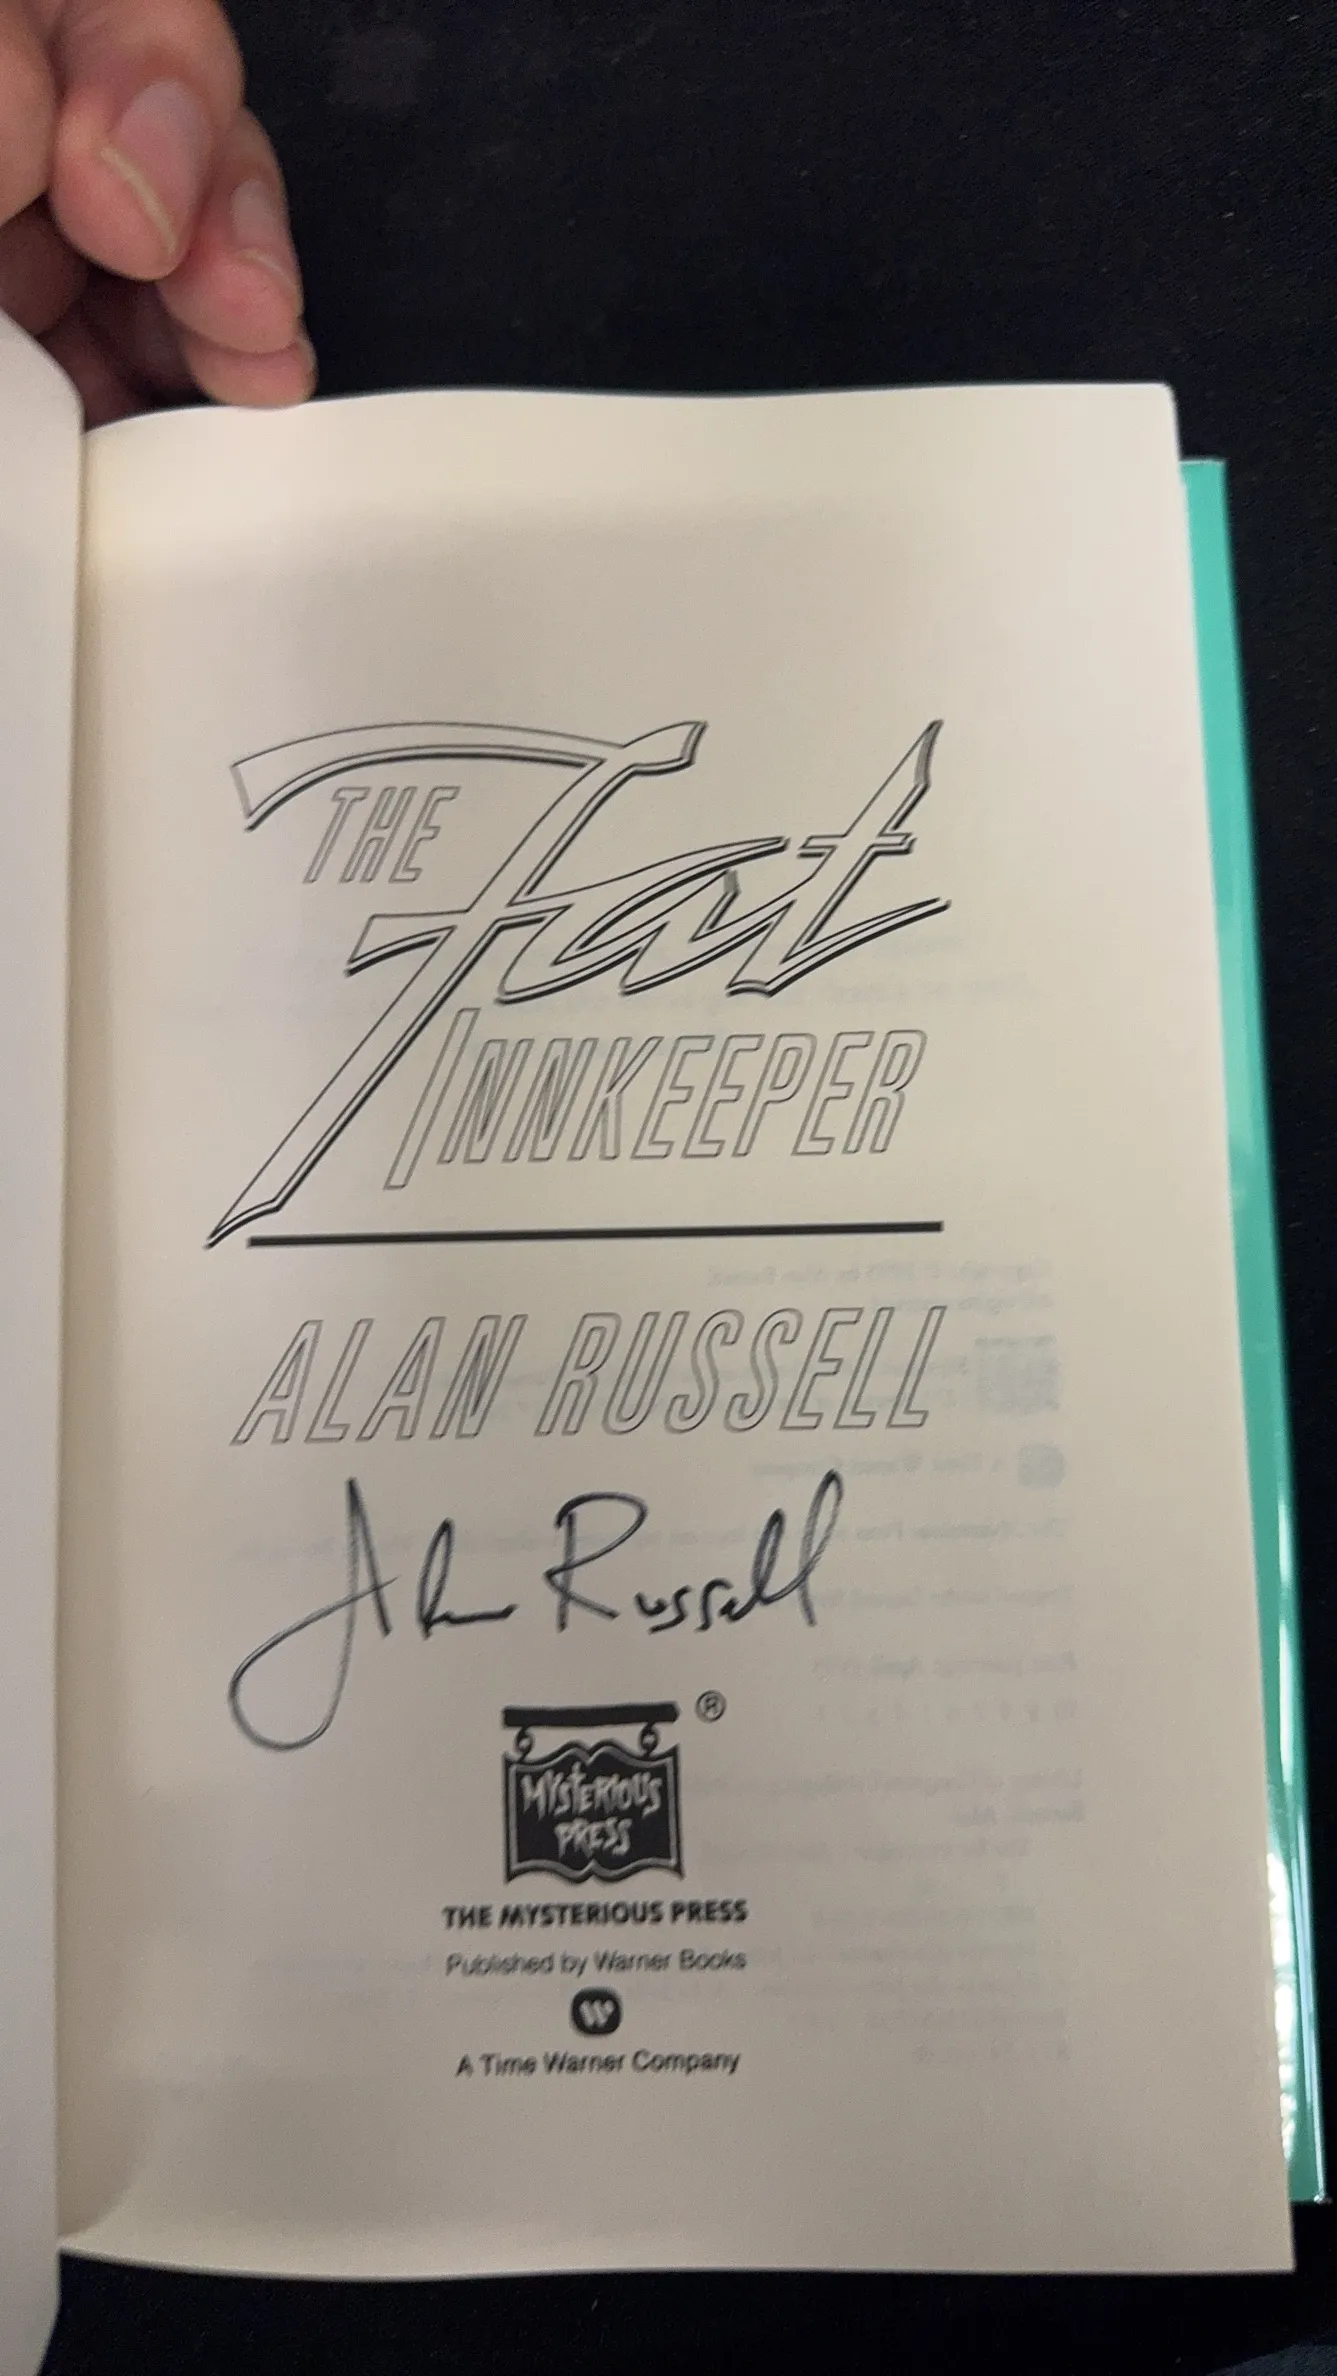 THE
Fat
INNKEEPER
ALAN RUSSELL
Alan Russell
®
MYSTERIOUS
PRESS
THE MYSTERIOUS PRESS
Published by Warner Books
W
A Time Warner Company